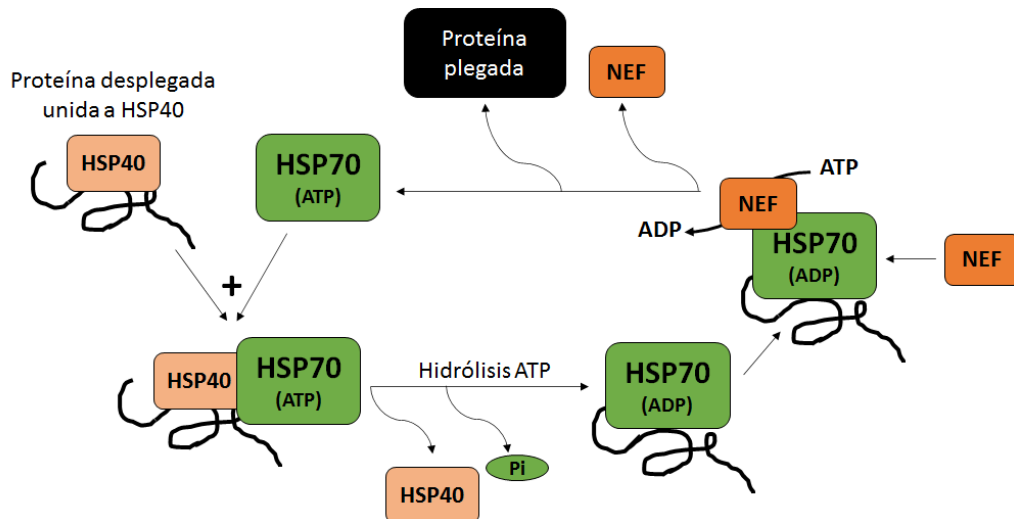 Proteína desplegada
unida a HSP40
HSP40
HSP70
(ATP)
Proteína
plegada
NEF
ATP
NEF
ADP
HSP70
(ADP)
NEF
+
HSP40
HSP70
(ATP)
Hidrólisis ATP
HSP40
Pi
HSP70
(ADP)